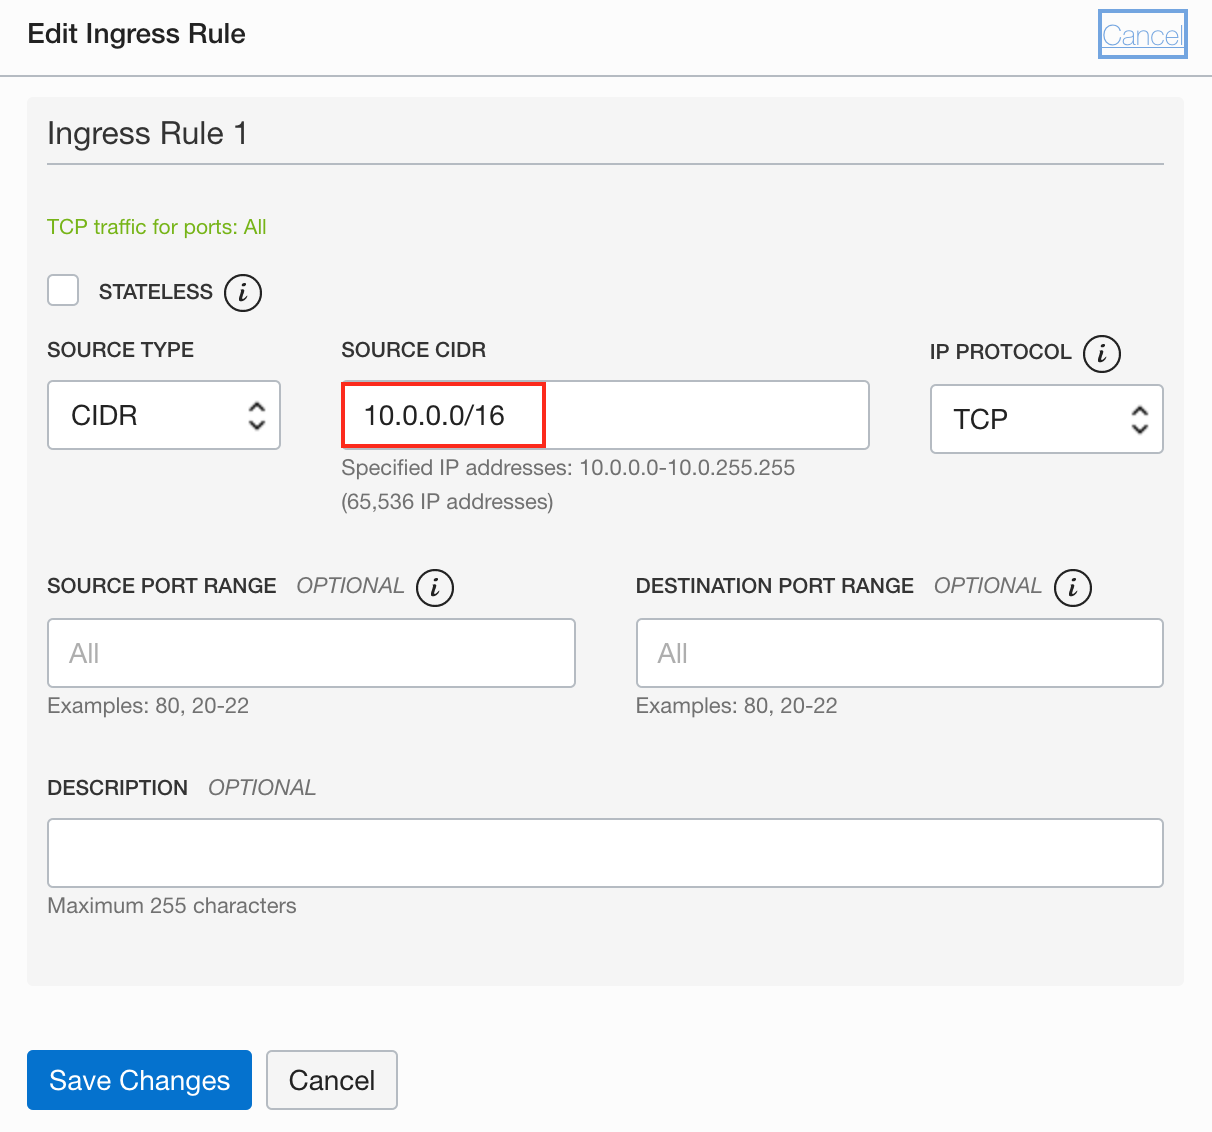 Edit Ingress Rule
Cancel
Ingress Rule 1
TCP traffic for ports: All
STATELESS i
SOURCE TYPE
SOURCE CIDR
IP PROTOCOL i
CIDR
10.0.0.0/16
TCP
Specified IP addresses: 10.0.0.0-10.0.255.255
(65,536 IP addresses)
SOURCE PORT RANGE OPTIONAL i
DESTINATION PORT RANGE OPTIONAL i
All
All
Examples: 80, 20-22
Examples: 80, 20-22
DESCRIPTION OPTIONAL
Maximum 255 characters
Save Changes
Cancel